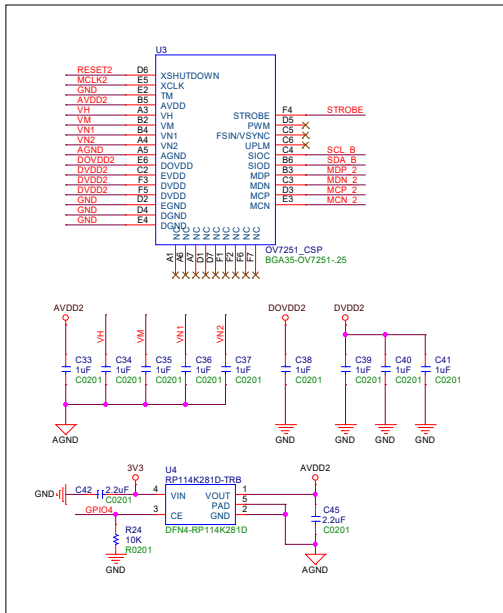 U3
RESET2 D6 XSHUTDOWN
MCLK2 E5 XCLK
GND E2 TM
AVDD2 B5 AVDD
VH A3 VH STROBE F4 STROBE
VM B2 VM PWM D5
VN1 B4 VN1 FSIN/VSYNC C5
VN2 A4 VN2 UPLM C6
AGND A5 AGND SIOC C4 SCL_B
DOVDD2 E6 DOVDD SIOD B6 SDA_B
DVDD2 C2 EVDD MDP B3 MDP_2
DVDD2 F3 DVDD MDN C3 MDN_2
DVDD2 F5 DVDD MCP D3 MCP_2
GND D2 EGND MCN E3 MCN_2
GND D4 DGND
GND E4 DGND
NC NC NC NC NC NC NC NC NC
OV7251_CSP
A1 A6 A7 D1 D7 F1 F2 F6 F7
BGA35-OV7251-.25
AVDD2 VH VM VN1 VN2 DOVDD2 DVDD2
C33 C34 C35 C36 C37 C38 C39 C40 C41
1uF 1uF 1uF 1uF 1uF 1uF 1uF 1uF 1uF
C0201 C0201 C0201 C0201 C0201 C0201 C0201 C0201 C0201
AGND GND GND GND GND
U4
3V3 RP114K281D-TRB AVDD2
GND C42 2.2uF 4 VIN VOUT 1
C0201 PAD 5
GPIO4 3 CE GND 2 C45
2.2uF
R24 DFN4-RP114K281D C0201
10K
R0201
GND AGND